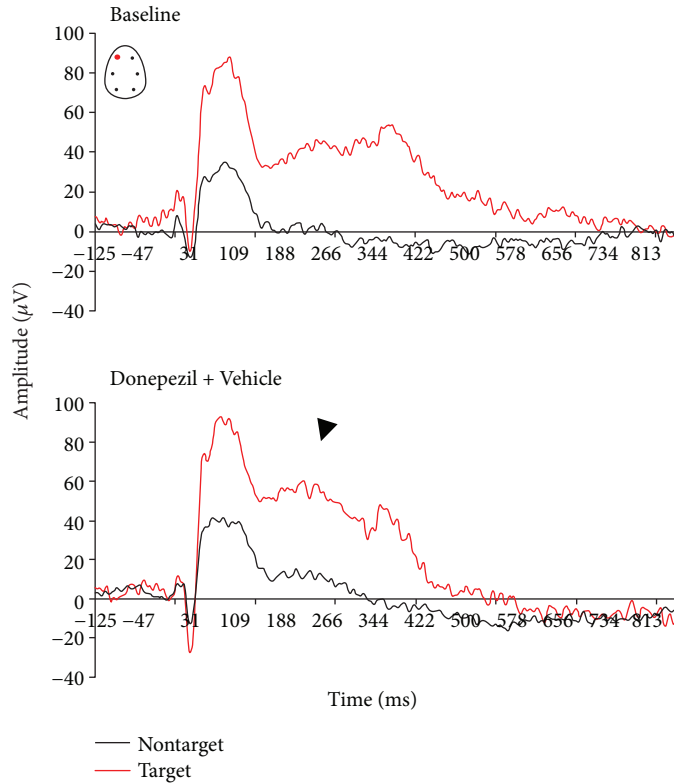 Baseline
100
80
60
40
20
0
−20
−40
−125 −47 31 109 188 266 344 422 500 578 656 734 813
Amplitude (μV)
Donepezil + Vehicle
100
80
60
40
20
0
−20
−40
−125 −47 31 109 188 266 344 422 500 578 656 734 813
Time (ms)
Nontarget
Target